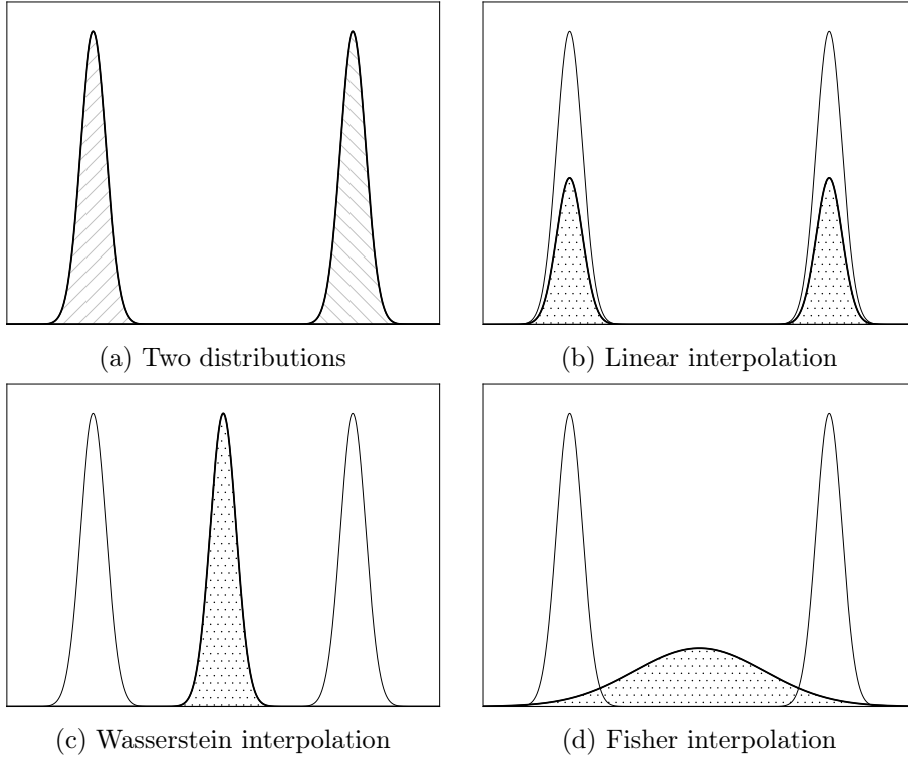 (a) Two distributions
(b) Linear interpolation
(c) Wasserstein interpolation
(d) Fisher interpolation